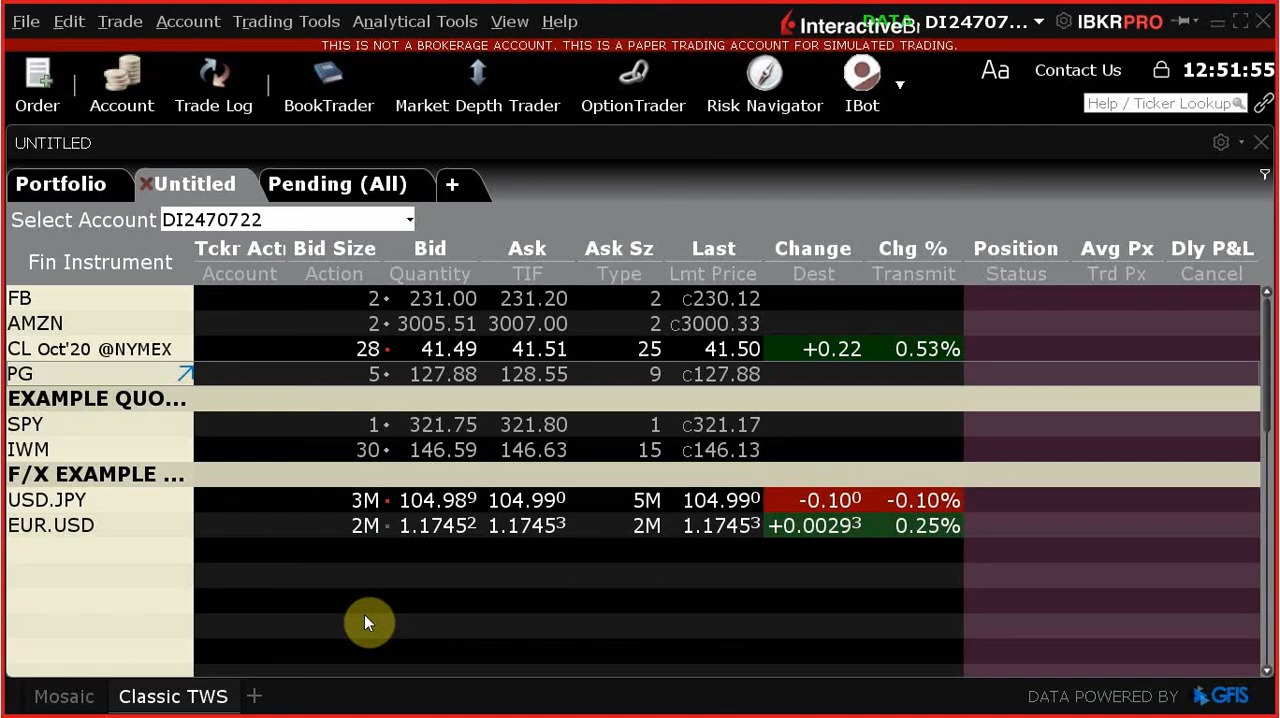 File Edit Trade Account Trading Tools Analytical Tools View Help InteractiveB DATA DI24707... IBKRPRO
THIS IS NOT A BROKERAGE ACCOUNT. THIS IS A PAPER TRADING ACCOUNT FOR SIMULATED TRADING.
Order Account Trade Log BookTrader Market Depth Trader OptionTrader Risk Navigator IBot Aa Contact Us 12:51:55
Help / Ticker Lookup
UNTITLED
Portfolio Untitled Pending (All) +
Select Account DI2470722
Fin Instrument Tckr Act Bid Size Bid Ask Ask Sz Last Change Chg % Position Avg Px Dly P&L
Account Action Quantity TIF Type Lmt Price Dest Transmit Status Trd Px Cancel
FB 2 231.00 231.20 2 C230.12
AMZN 2 3005.51 3007.00 2 C3000.33
CL Oct'20 @NYMEX 28 41.49 41.51 25 41.50 +0.22 0.53%
PG 5 127.88 128.55 9 C127.88
EXAMPLE QUO...
SPY 1 321.75 321.80 1 C321.17
IWM 30 146.59 146.63 15 C146.13
F/X EXAMPLE ...
USD.JPY 3M 104.98⁹ 104.99⁰ 5M 104.99⁰ -0.10⁰ -0.10%
EUR.USD 2M 1.1745² 1.1745³ 2M 1.1745³ +0.0029³ 0.25%
Mosaic Classic TWS + DATA POWERED BY GFIS